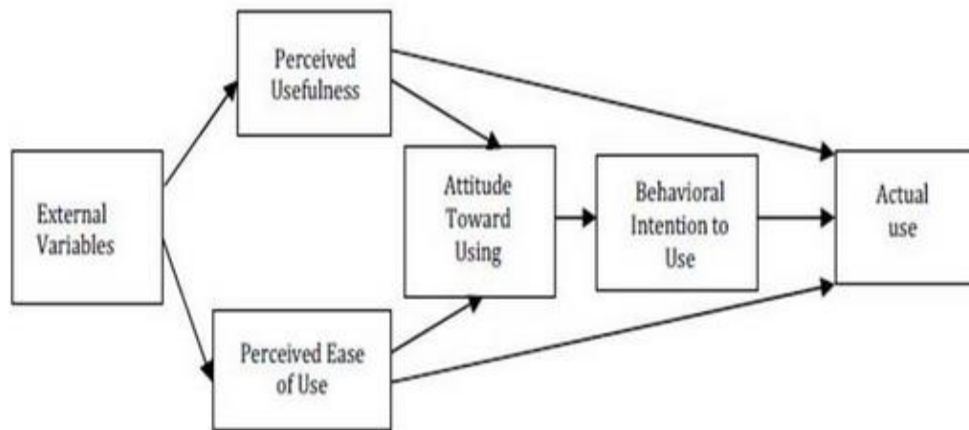 Perceived
Usefulness
External
Variables
Attitude
Toward
Using
Behavioral
Intention to
Use
Actual
use
Perceived Ease
of Use